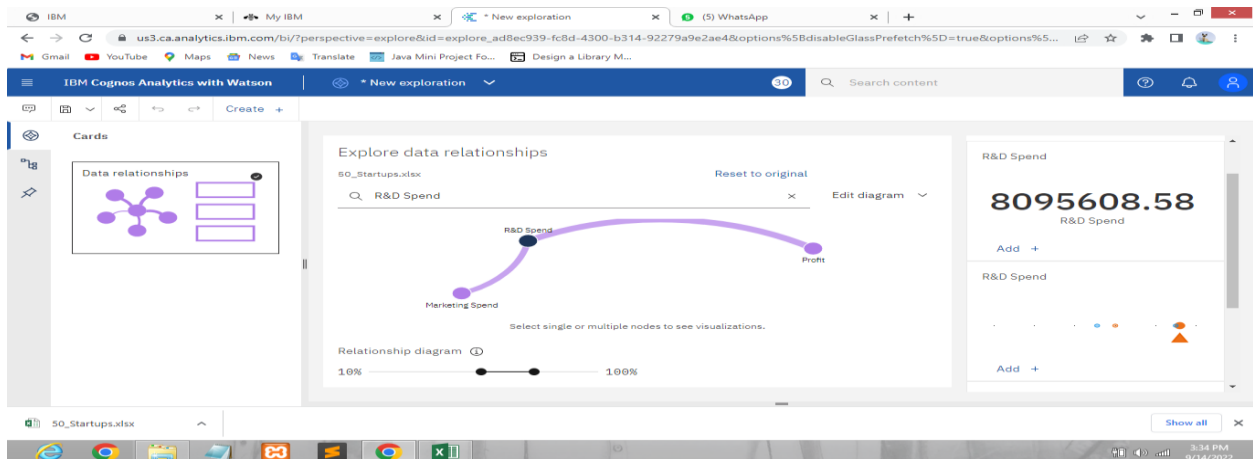 IBM
My IBM
* New exploration
(5) WhatsApp
us3.ca.analytics.ibm.com/bi/?perspective=explore&id=explore_ad8ec939-fc8d-4300-b314-92279a9e2ae4&options%5BdisableGlassPrefetch%5D=true&options%5...
Gmail YouTube Maps News Translate Java Mini Project Fo... Design a Library M...
IBM Cognos Analytics with Watson * New exploration 30 Search content
Create +
Cards
Data relationships
Explore data relationships
50_Startups.xlsx Reset to original
R&D Spend Edit diagram
R&D Spend
Profit
Marketing Spend
Select single or multiple nodes to see visualizations.
Relationship diagram
10% 100%
R&D Spend
8095608.58
R&D Spend
Add +
R&D Spend
Add +
50_Startups.xlsx Show all
3:34 PM
9/14/2022